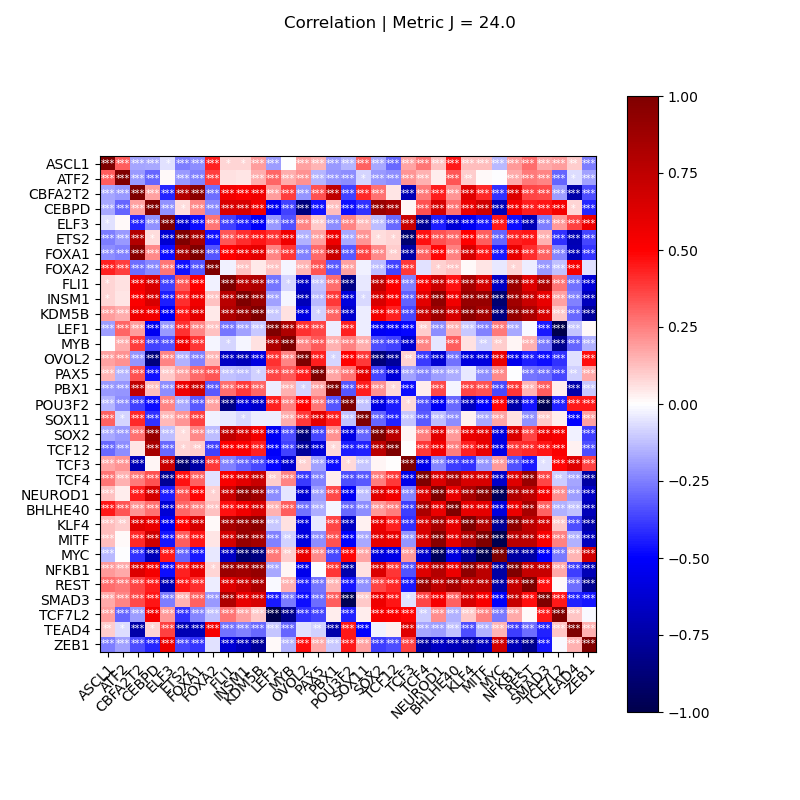 Correlation | Metric J = 24.0
ASCL1
ATF2
CBFA2T2
CEBPD
ELF3
ETS2
FOXA1
FOXA2
FLI1
INSM1
KDM5B
LEF1
MYB
OVOL2
PAX5
PBX1
POU3F2
SOX11
SOX2
TCF12
TCF3
TCF4
NEUROD1
BHLHE40
KLF4
MITF
MYC
NFKB1
REST
SMAD3
TCF7L2
TEAD4
ZEB1
ASCL1
ATF2
CBFA2T2
CEBPD
ELF3
ETS2
FOXA1
FOXA2
FLI1
INSM1
KDM5B
LEF1
MYB
OVOL2
PAX5
PBX1
POU3F2
SOX11
SOX2
TCF12
TCF3
TCF4
NEUROD1
BHLHE40
KLF4
MITF
MYC
NFKB1
REST
SMAD3
TCF7L2
TEAD4
ZEB1
1.00
0.75
0.50
0.25
0.00
−0.25
−0.50
−0.75
−1.00